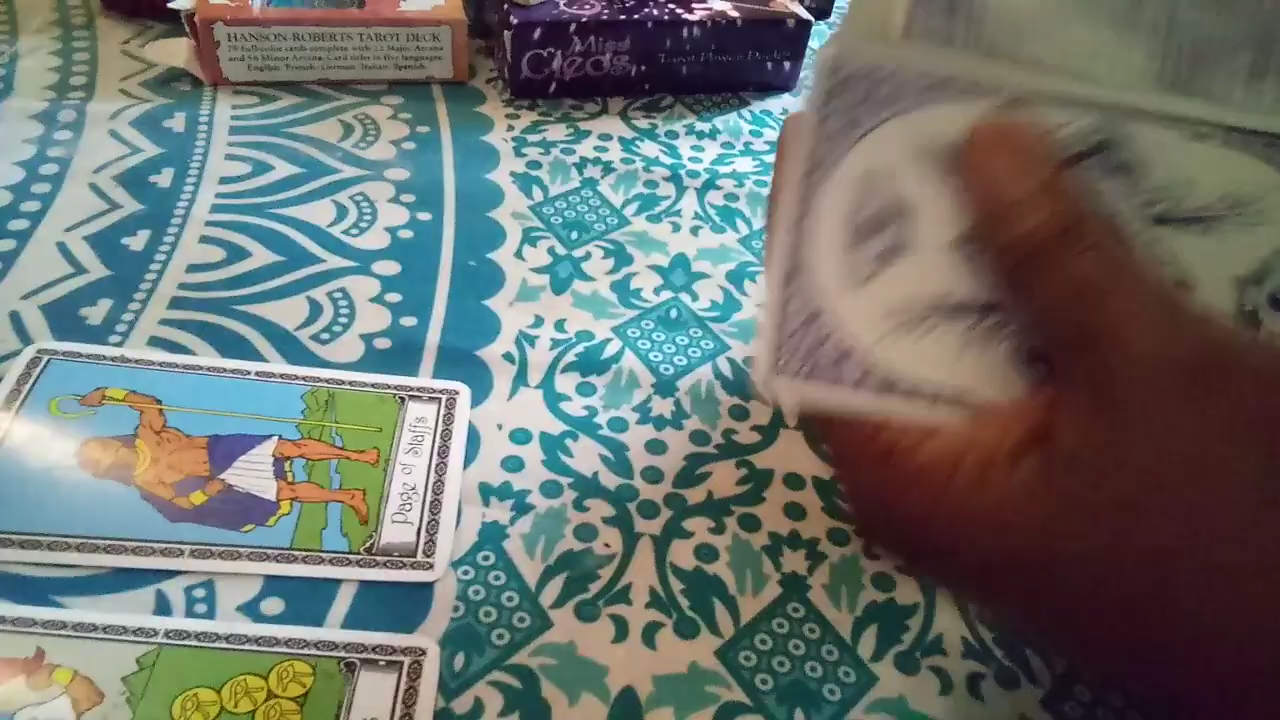 HANSON-ROBERTS TAROT DECK
78 full-color cards complete with 22 Major Arcana
and 56 Minor Arcana. Card titles in five languages
English, French, German, Italian, Spanish.
Miss
Cleo's Tarot Power Deck
Page of Staffs